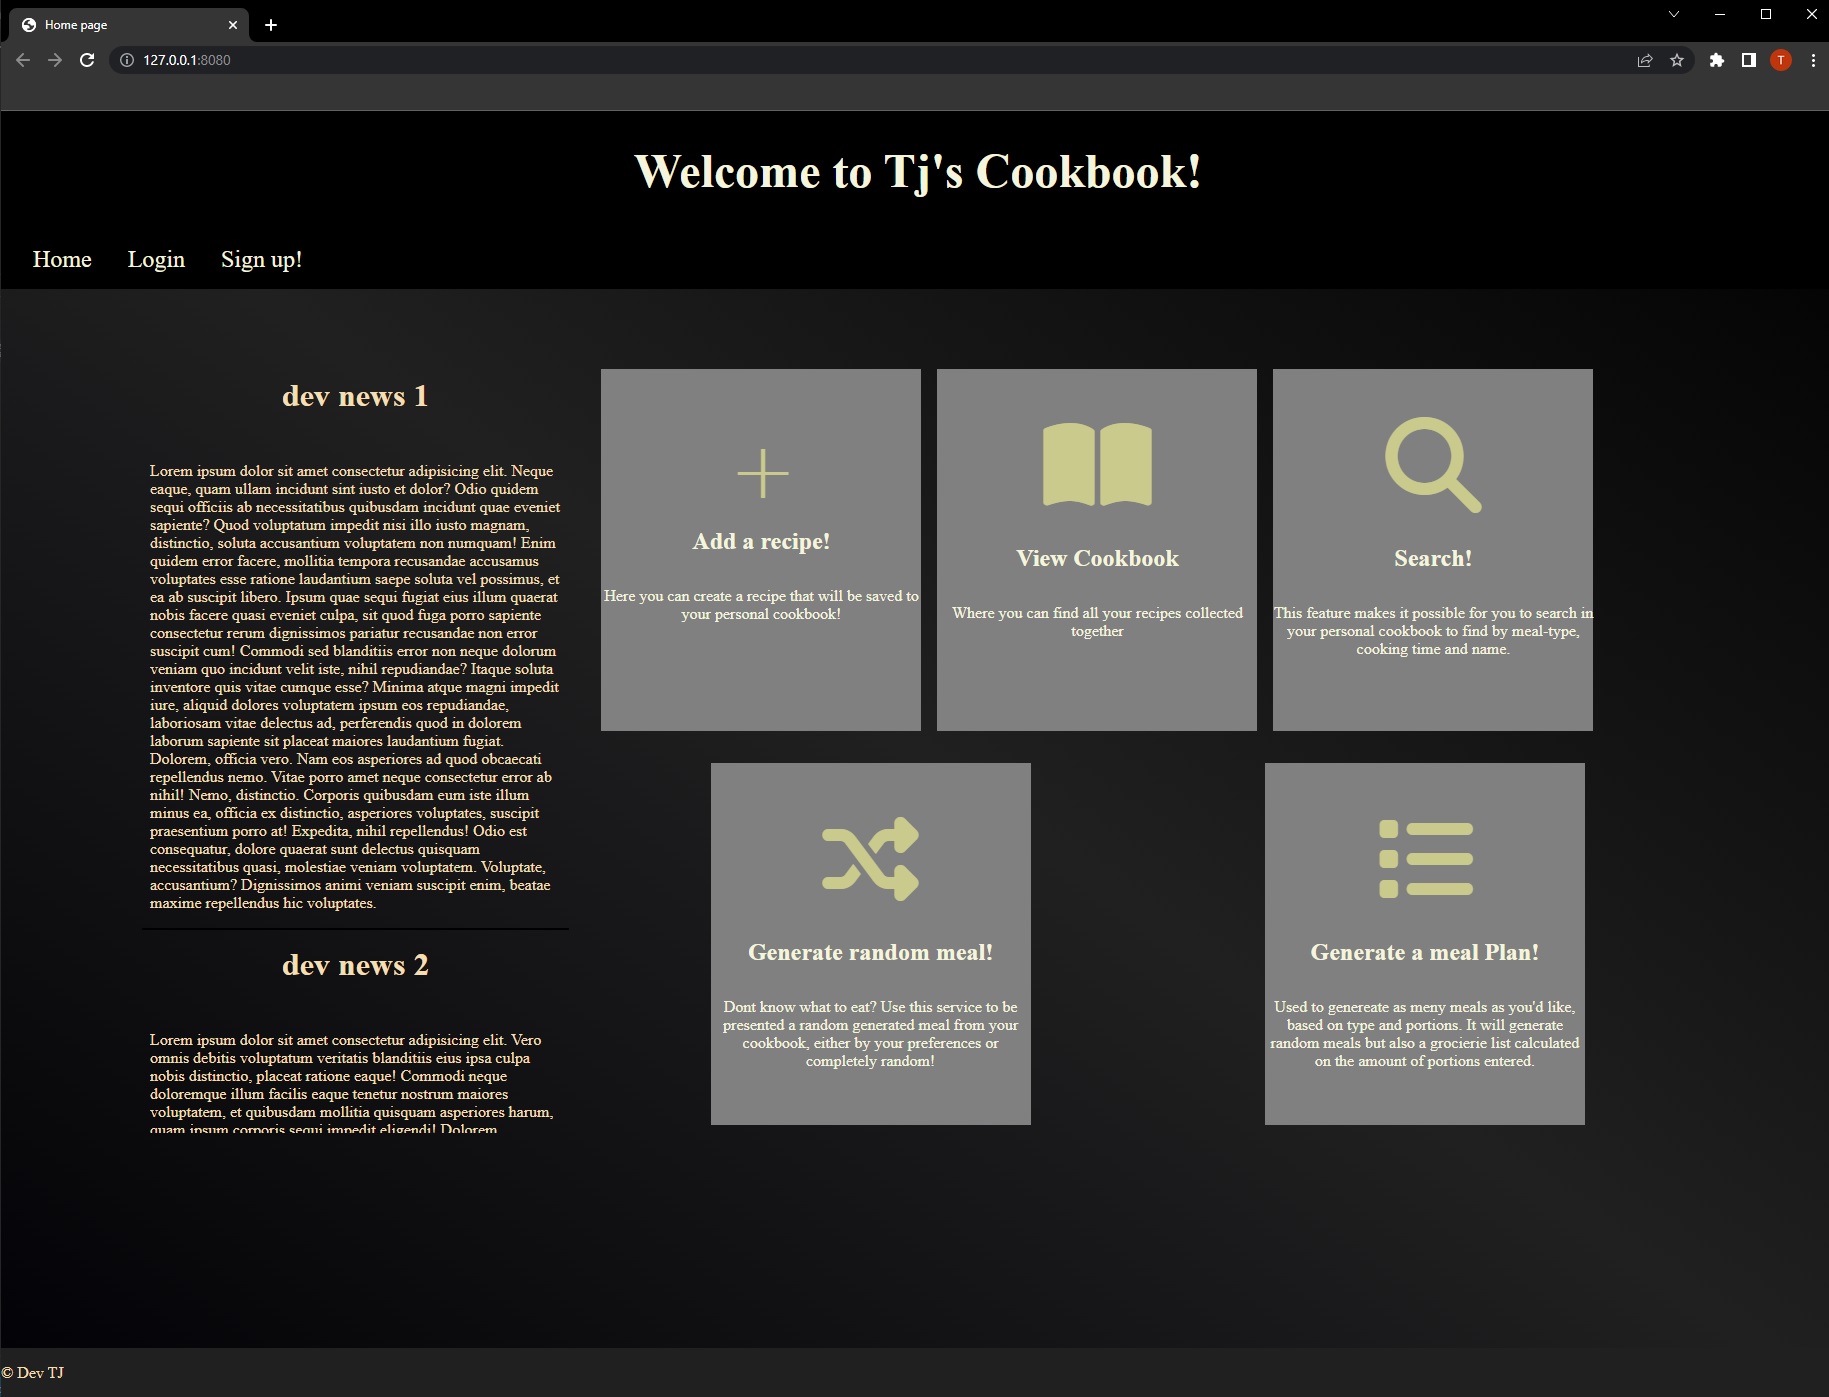 Home page
127.0.0.1:8080
T
Welcome to Tj's Cookbook!
Home Login Sign up!
dev news 1
Lorem ipsum dolor sit amet consectetur adipisicing elit. Neque
eaque, quam ullam incidunt sint iusto et dolor? Odio quidem
sequi officiis ab necessitatibus quibusdam incidunt quae eveniet
sapiente? Quod voluptatum impedit nisi illo iusto magnam,
distinctio, soluta accusantium voluptatem non numquam! Enim
quidem error facere, mollitia tempora recusandae accusamus
voluptates esse ratione laudantium saepe soluta vel possimus, et
ea ab suscipit libero. Ipsum quae sequi fugiat eius illum quaerat
nobis facere quasi eveniet culpa, sit quod fuga porro sapiente
consectetur rerum dignissimos pariatur recusandae non error
suscipit cum! Commodi sed blanditiis error non neque dolorum
veniam quo incidunt velit iste, nihil repudiandae? Itaque soluta
inventore quis vitae cumque esse? Minima atque magni impedit
iure, aliquid dolores voluptatem ipsum eos repudiandae,
laboriosam vitae delectus ad, perferendis quod in dolorem
laborum sapiente sit placeat maiores laudantium fugiat.
Dolorem, officia vero. Nam eos asperiores ad quod obcaecati
repellendus nemo. Vitae porro amet neque consectetur error ab
nihil! Nemo, distinctio. Corporis quibusdam eum iste illum
minus ea, officia ex distinctio, asperiores voluptates, suscipit
praesentium porro at! Expedita, nihil repellendus! Odio est
consequatur, dolore quaerat sunt delectus quisquam
necessitatibus quasi, molestiae veniam voluptatem. Voluptate,
accusantium? Dignissimos animi veniam suscipit enim, beatae
maxime repellendus hic voluptates.
dev news 2
Lorem ipsum dolor sit amet consectetur adipisicing elit. Vero
omnis debitis voluptatum veritatis blanditiis eius ipsa culpa
nobis distinctio, placeat ratione eaque! Commodi neque
doloremque illum facilis eaque tenetur nostrum maiores
voluptatem, et quibusdam mollitia quisquam asperiores harum,
quam ipsum corporis sequi impedit eligendi! Dolorem
Add a recipe!
Here you can create a recipe that will be saved to
your personal cookbook!
View Cookbook
Where you can find all your recipes collected
together
Search!
This feature makes it possible for you to search in
your personal cookbook to find by meal-type,
cooking time and name.
Generate random meal!
Dont know what to eat? Use this service to be
presented a random generated meal from your
cookbook, either by your preferences or
completely random!
Generate a meal Plan!
Used to genereate as meny meals as you'd like,
based on type and portions. It will generate
random meals but also a grocierie list calculated
on the amount of portions entered.
© Dev TJ